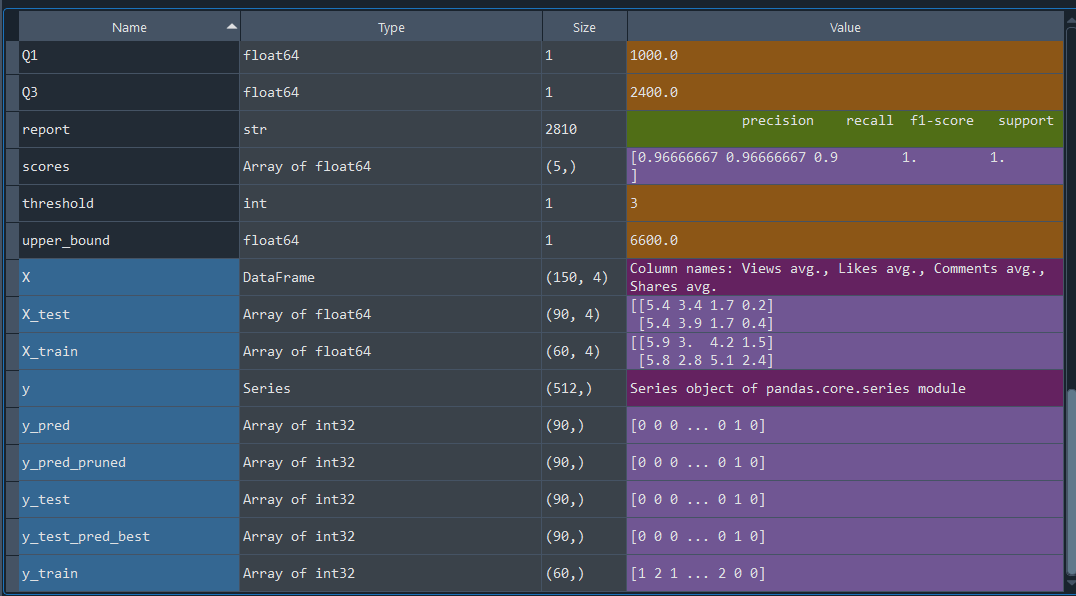 Name Type Size Value
Q1 float64 1 1000.0
Q3 float64 1 2400.0
report str 2810 precision recall f1-score support
scores Array of float64 (5,) [0.96666667 0.96666667 0.9 1. 1.
]
threshold int 1 3
upper_bound float64 1 6600.0
X DataFrame (150, 4) Column names: Views avg., Likes avg., Comments avg.,
Shares avg.
X_test Array of float64 (90, 4) [[5.4 3.4 1.7 0.2]
[5.4 3.9 1.7 0.4]
X_train Array of float64 (60, 4) [[5.9 3. 4.2 1.5]
[5.8 2.8 5.1 2.4]
y Series (512,) Series object of pandas.core.series module
y_pred Array of int32 (90,) [0 0 0 ... 0 1 0]
y_pred_pruned Array of int32 (90,) [0 0 0 ... 0 1 0]
y_test Array of int32 (90,) [0 0 0 ... 0 1 0]
y_test_pred_best Array of int32 (90,) [0 0 0 ... 0 1 0]
y_train Array of int32 (60,) [1 2 1 ... 2 0 0]